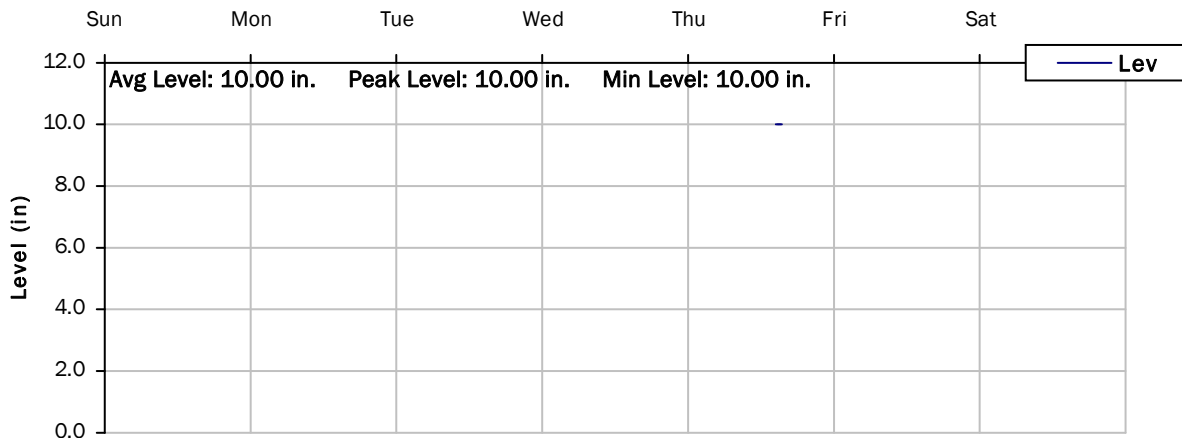 Sun Mon Tue Wed Thu Fri Sat
12.0
Avg Level: 10.00 in. Peak Level: 10.00 in. Min Level: 10.00 in.
Lev
10.0
8.0
6.0
4.0
2.0
0.0
Level (in)